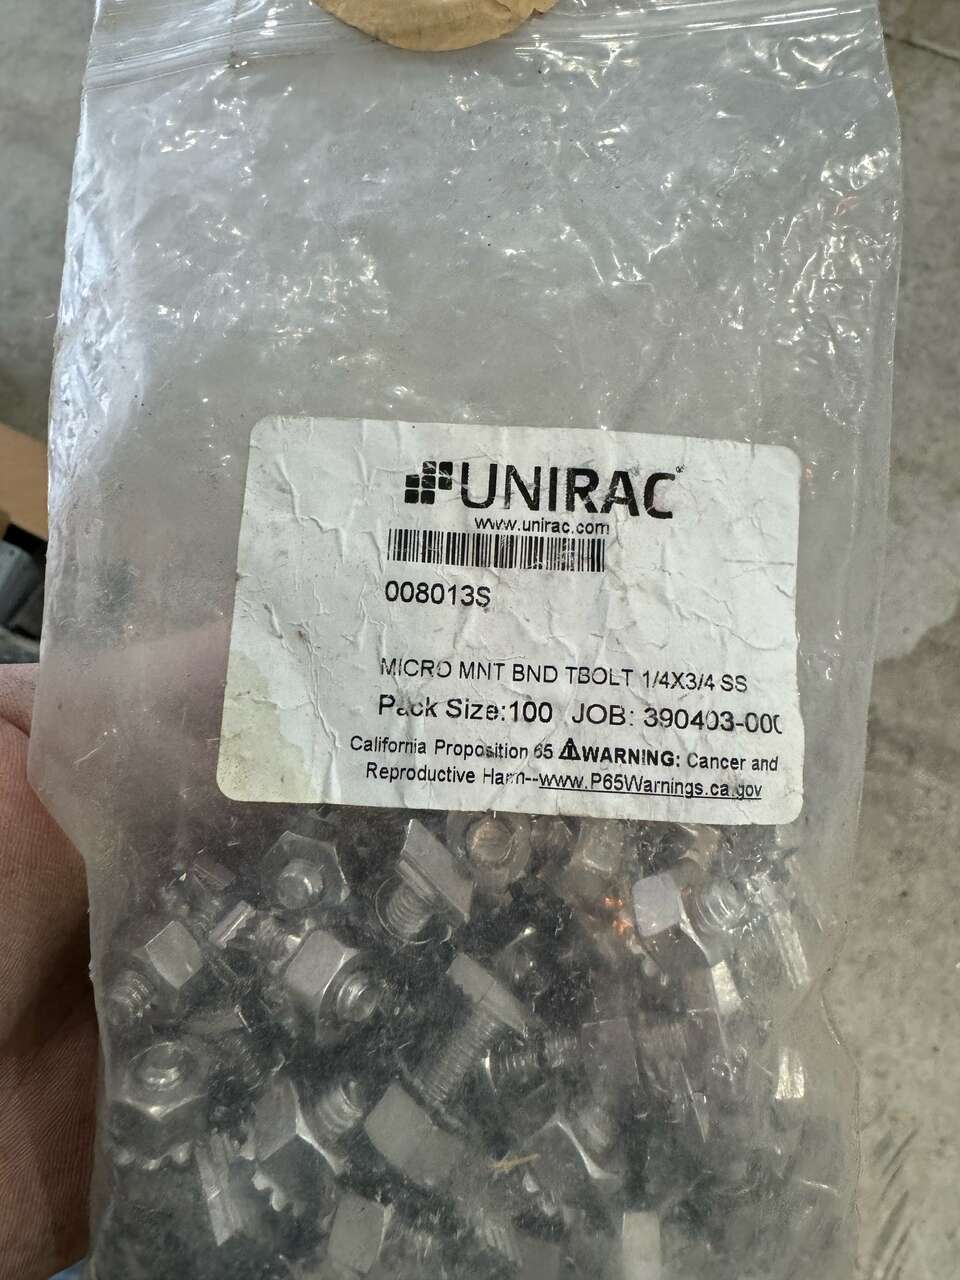 UNIRAC®
www.unirac.com
008013S
MICRO MNT BND TBOLT 1/4X3/4 SS
Pack Size:100 JOB: 390403-000
California Proposition 65 ⚠WARNING: Cancer and
Reproductive Harm--www.P65Warnings.ca.gov